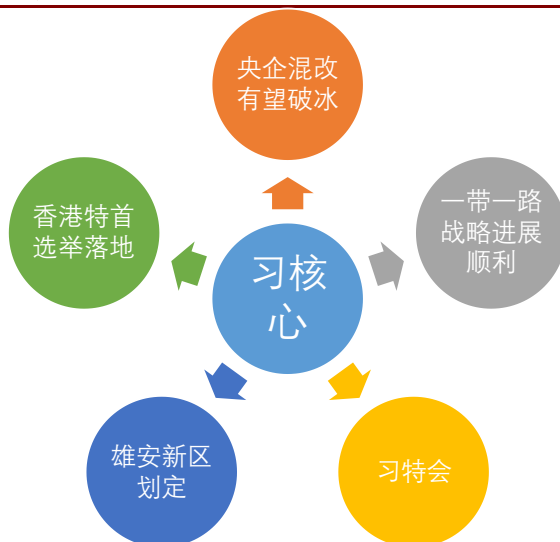 央企混改
有望破冰
香港特首
选举落地
一带一路
战略进展
顺利
习核
心
雄安新区
划定
习特会